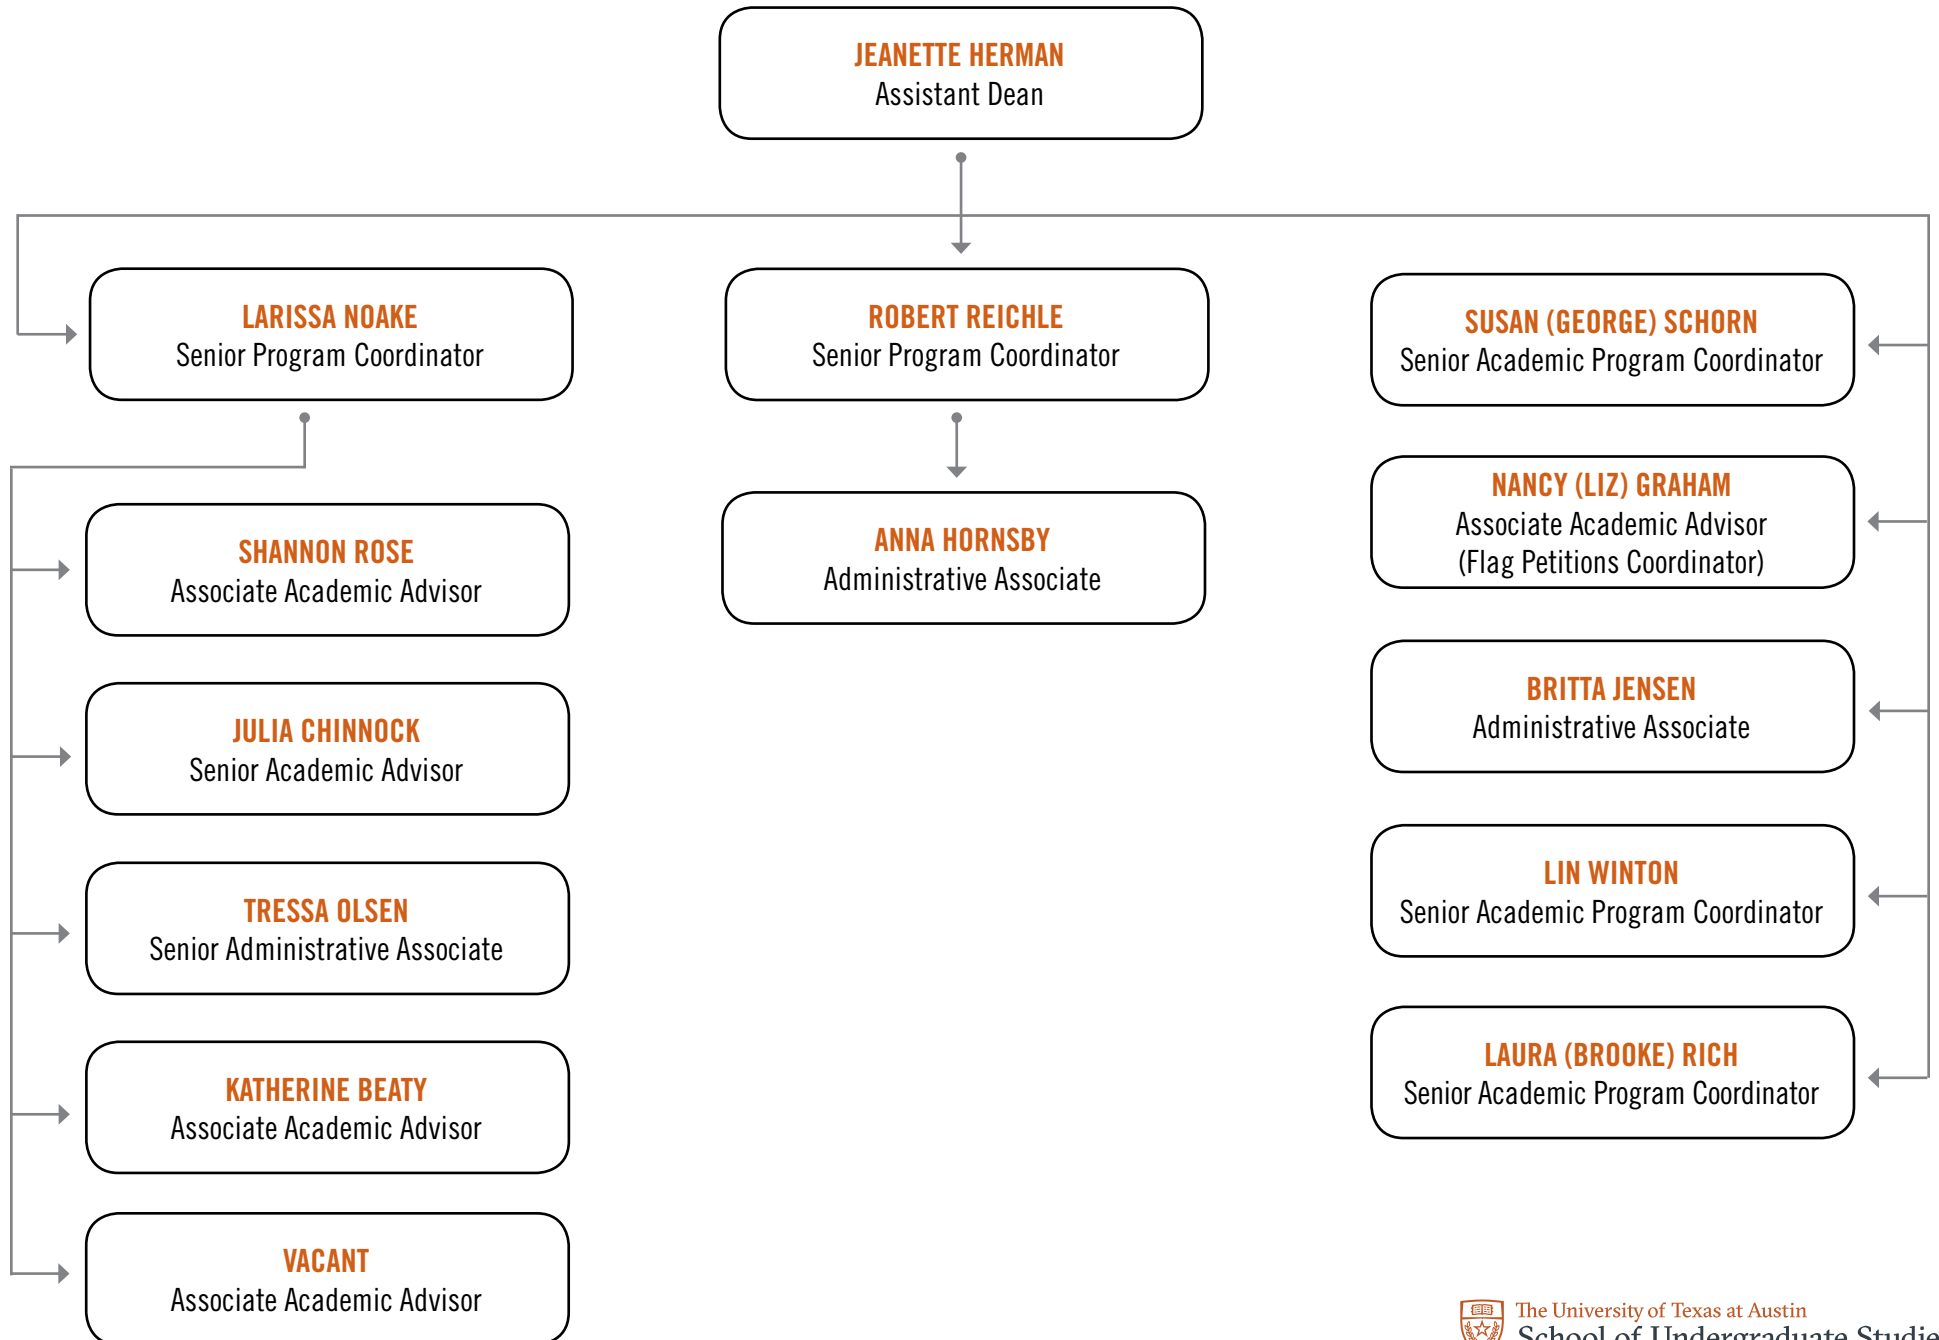 JEANETTE HERMAN
Assistant Dean
LARISSA NOAKE
Senior Program Coordinator
SHANNON ROSE
Associate Academic Advisor
JULIA CHINNOCK
Senior Academic Advisor
TRESSA OLSEN
Senior Administrative Associate
KATHERINE BEATY
Associate Academic Advisor
VACANT
Associate Academic Advisor
ROBERT REICHLE
Senior Program Coordinator
ANNA HORNSBY
Administrative Associate
SUSAN (GEORGE) SCHORN
Senior Academic Program Coordinator
NANCY (LIZ) GRAHAM
Associate Academic Advisor
(Flag Petitions Coordinator)
BRITTA JENSEN
Administrative Associate
LIN WINTON
Senior Academic Program Coordinator
LAURA (BROOKE) RICH
Senior Academic Program Coordinator
The University of Texas at Austin
School of Undergraduate Studie